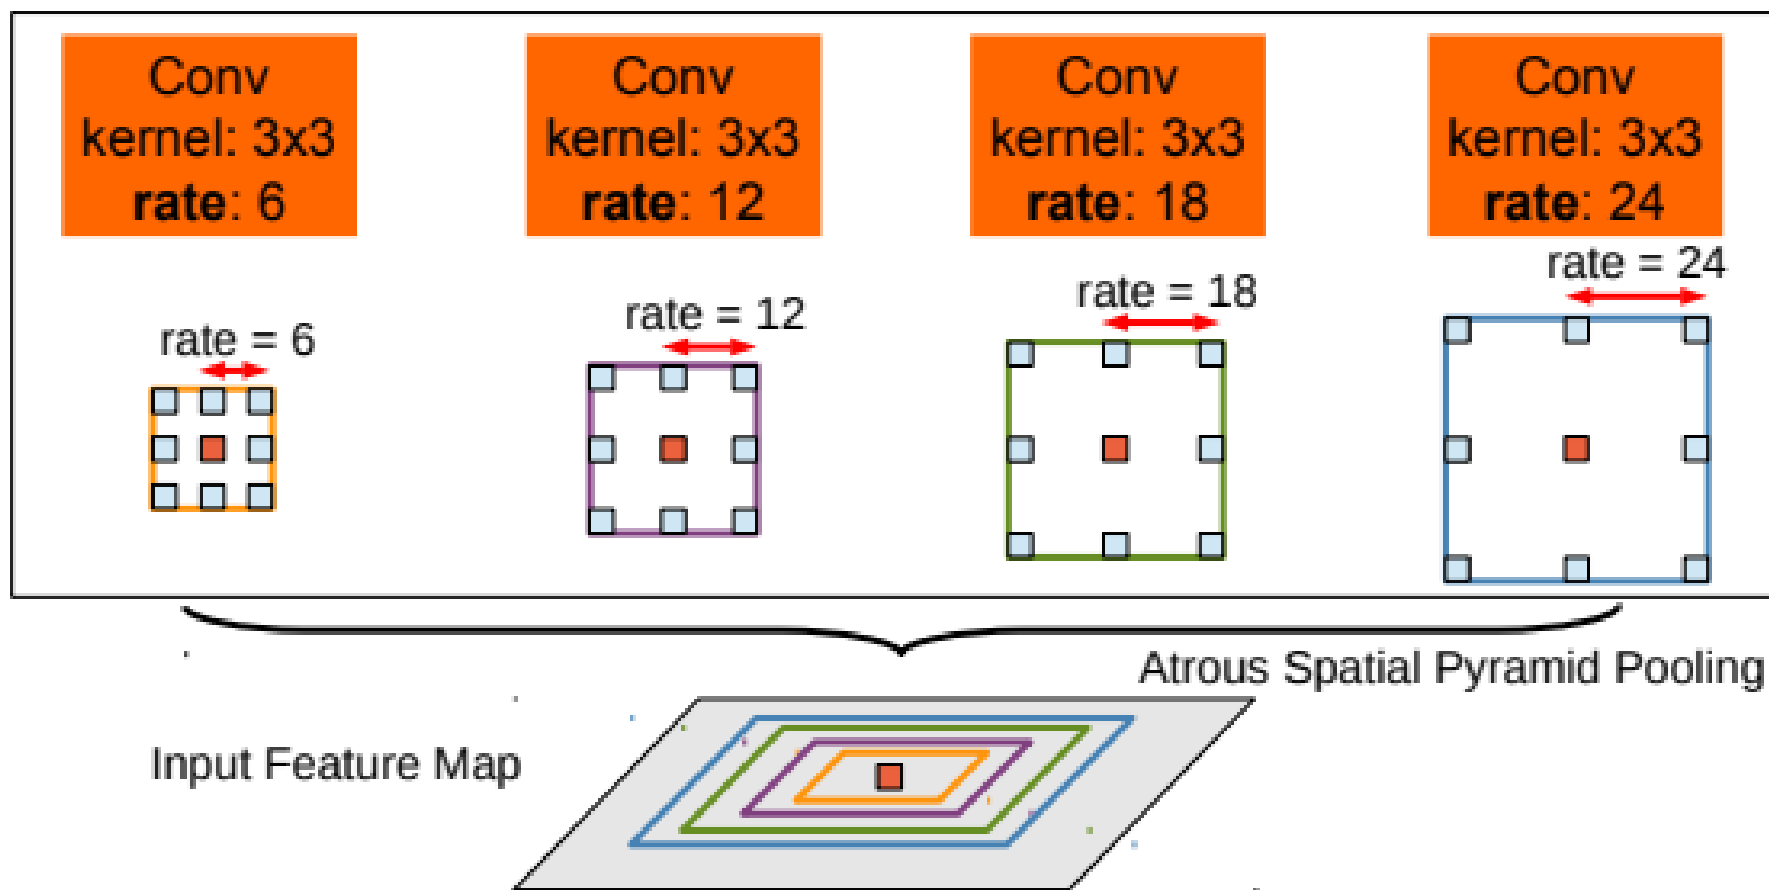 Conv
kernel: 3x3
rate: 6
Conv
kernel: 3x3
rate: 12
Conv
kernel: 3x3
rate: 18
Conv
kernel: 3x3
rate: 24
rate = 6
rate = 12
rate = 18
rate = 24
Atrous Spatial Pyramid Pooling
Input Feature Map